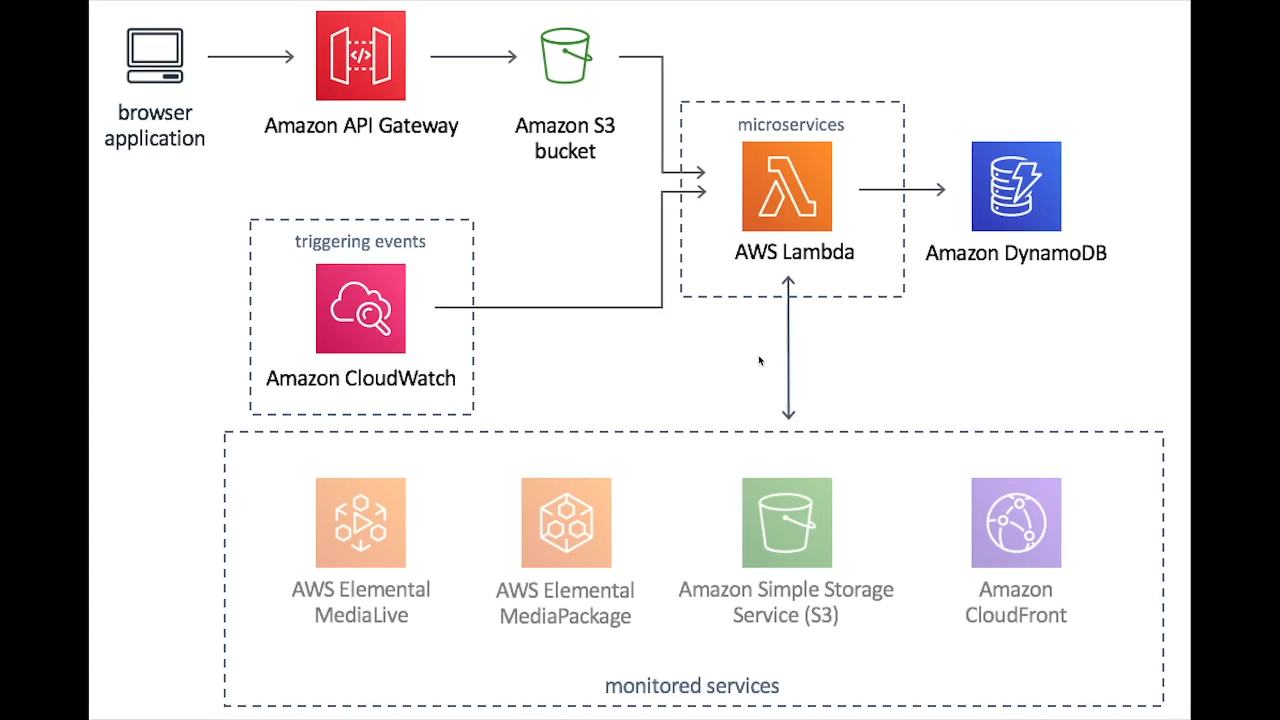 browser
application
Amazon API Gateway
Amazon S3
bucket
microservices
AWS Lambda
Amazon DynamoDB
triggering events
Amazon CloudWatch
AWS Elemental
MediaLive
AWS Elemental
MediaPackage
Amazon Simple Storage
Service (S3)
Amazon
CloudFront
monitored services